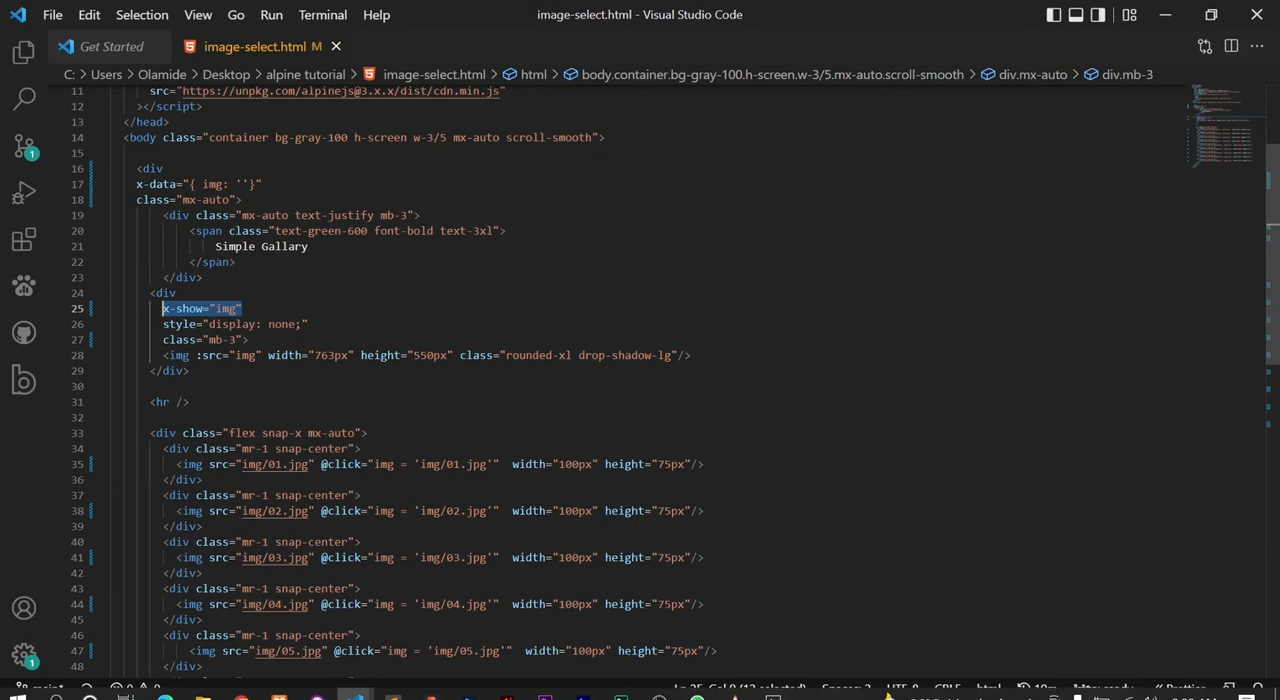 File Edit Selection View Go Run Terminal Help image-select.html - Visual Studio Code
Get Started image-select.html M
C: > Users > Olamide > Desktop > alpine tutorial > image-select.html > html > body.container.bg-gray-100.h-screen.w-3/5.mx-auto.scroll-smooth > div.mx-auto > div.mb-3
11 src="https://unpkg.com/alpinejs@3.x.x/dist/cdn.min.js"
12 ></script>
13 </head>
14 <body class="container bg-gray-100 h-screen w-3/5 mx-auto scroll-smooth">
15
16 <div
17 x-data="{ img: ''}"
18 class="mx-auto">
19 <div class="mx-auto text-justify mb-3">
20 <span class="text-green-600 font-bold text-3xl">
21 Simple Gallary
22 </span>
23 </div>
24 <div
25 x-show="img"
26 style="display: none;"
27 class="mb-3">
28 <img :src="img" width="763px" height="550px" class="rounded-xl drop-shadow-lg"/>
29 </div>
30
31 <hr />
32
33 <div class="flex snap-x mx-auto">
34 <div class="mr-1 snap-center">
35 <img src="img/01.jpg" @click="img = 'img/01.jpg'" width="100px" height="75px"/>
36 </div>
37 <div class="mr-1 snap-center">
38 <img src="img/02.jpg" @click="img = 'img/02.jpg'" width="100px" height="75px"/>
39 </div>
40 <div class="mr-1 snap-center">
41 <img src="img/03.jpg" @click="img = 'img/03.jpg'" width="100px" height="75px"/>
42 </div>
43 <div class="mr-1 snap-center">
44 <img src="img/04.jpg" @click="img = 'img/04.jpg'" width="100px" height="75px"/>
45 </div>
46 <div class="mr-1 snap-center">
47 <img src="img/05.jpg" @click="img = 'img/05.jpg'" width="100px" height="75px"/>
48 </div>
1
1